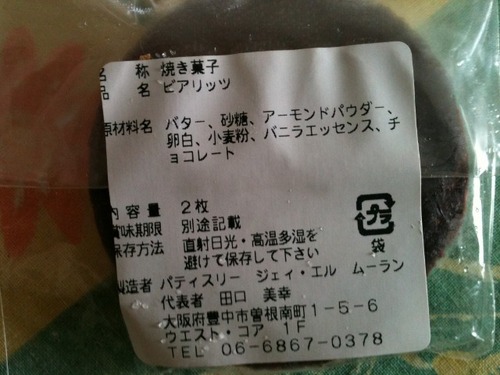 名 称 焼き菓子
品 名 ビアリッツ
原材料名 バター、砂糖、アーモンドパウダー、
卵白、小麦粉、バニラエッセンス、チ
ョコレート
内容量 2枚
賞味期限 別途記載
保存方法 直射日光・高温多湿を
避けて保存して下さい
プラ
袋
製造者 パティスリー ジェイ・エル ムーラン
代表者 田口 美幸
大阪府豊中市曽根南町1-5-6
ウエスト・コア 1F
TEL 06-6867-0378